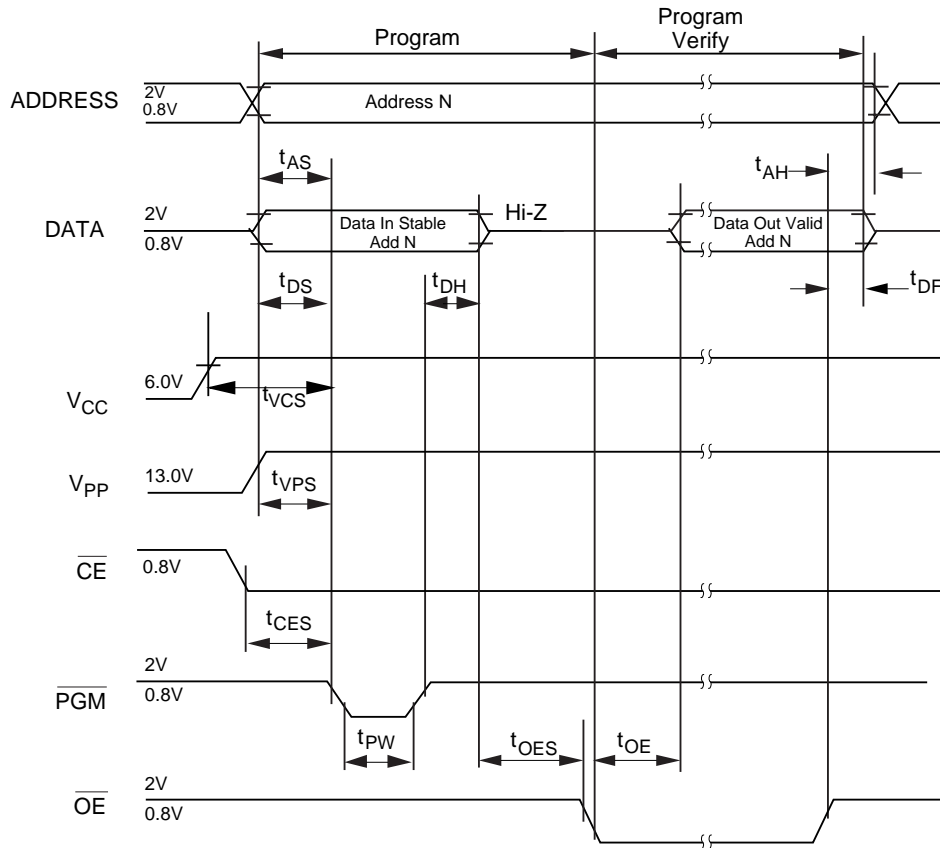 Program
Program
Verify
ADDRESS
2V
0.8V
Address N
tAS
tAH
DATA
2V
0.8V
Data In Stable
Add N
Hi-Z
Data Out Valid
Add N
tDS
tDH
tDF
VCC
6.0V
tVCS
VPP
13.0V
tVPS
CE
0.8V
tCES
PGM
2V
0.8V
tPW
tOES
tOE
OE
2V
0.8V